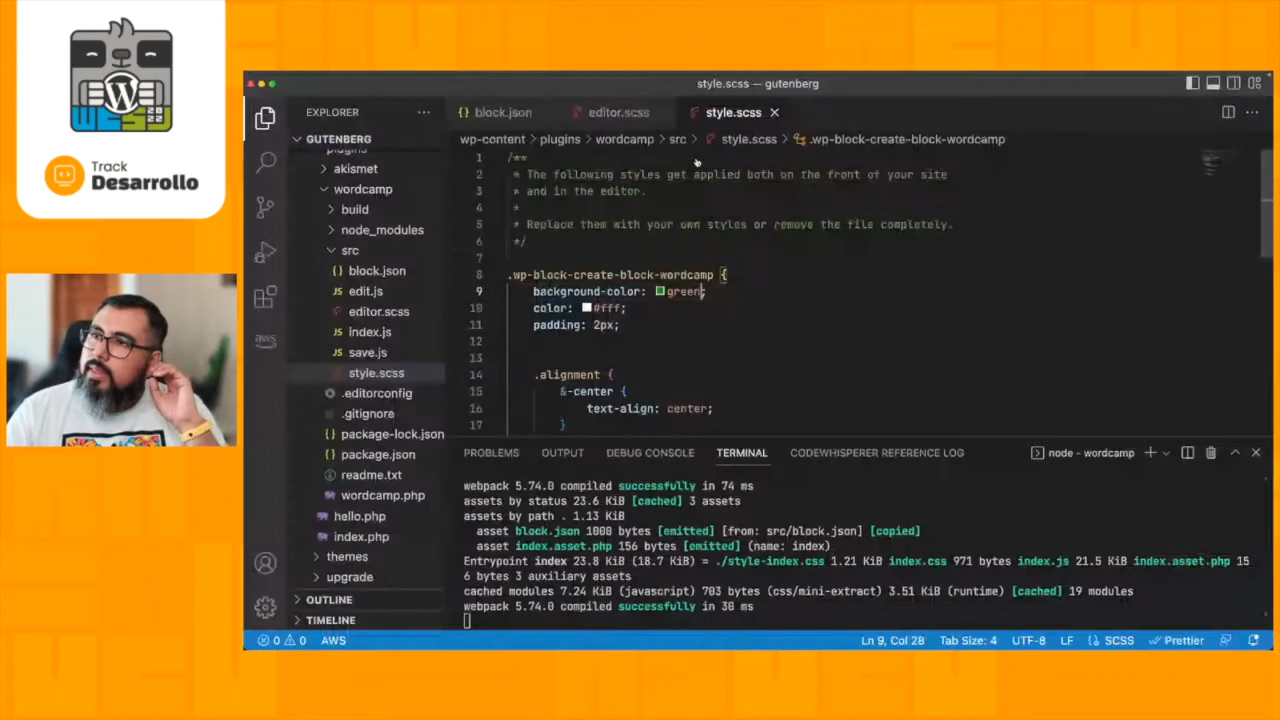 W
WCES
2022
Track
Desarrollo
style.scss — gutenberg
EXPLORER
GUTENBERG
plugins
akismet
wordcamp
build
node_modules
src
block.json
edit.js
editor.scss
index.js
save.js
style.scss
.editorconfig
.gitignore
package-lock.json
package.json
readme.txt
wordcamp.php
hello.php
index.php
themes
upgrade
OUTLINE
TIMELINE
aws
block.json editor.scss style.scss
wp-content > plugins > wordcamp > src > style.scss > .wp-block-create-block-wordcamp
1 /**
2 * The following styles get applied both on the front of your site
3 * and in the editor.
4 *
5 * Replace them with your own styles or remove the file completely.
6 */
7
8 .wp-block-create-block-wordcamp {
9 background-color: green;
10 color: #fff;
11 padding: 2px;
12
13
14 .alignment {
15 &-center {
16 text-align: center;
17 }
PROBLEMS OUTPUT DEBUG CONSOLE TERMINAL CODEWHISPERER REFERENCE LOG node - wordcamp
webpack 5.74.0 compiled successfully in 74 ms
assets by status 23.6 KiB [cached] 3 assets
assets by path . 1.13 KiB
asset block.json 1000 bytes [emitted] [from: src/block.json] [copied]
asset index.asset.php 156 bytes [emitted] (name: index)
Entrypoint index 23.8 KiB (18.7 KiB) = ./style-index.css 1.21 KiB index.css 971 bytes index.js 21.5 KiB index.asset.php 15
6 bytes 3 auxiliary assets
cached modules 7.24 KiB (javascript) 703 bytes (css/mini-extract) 3.51 KiB (runtime) [cached] 19 modules
webpack 5.74.0 compiled successfully in 30 ms
0 0 AWS Ln 9, Col 28 Tab Size: 4 UTF-8 LF SCSS Prettier